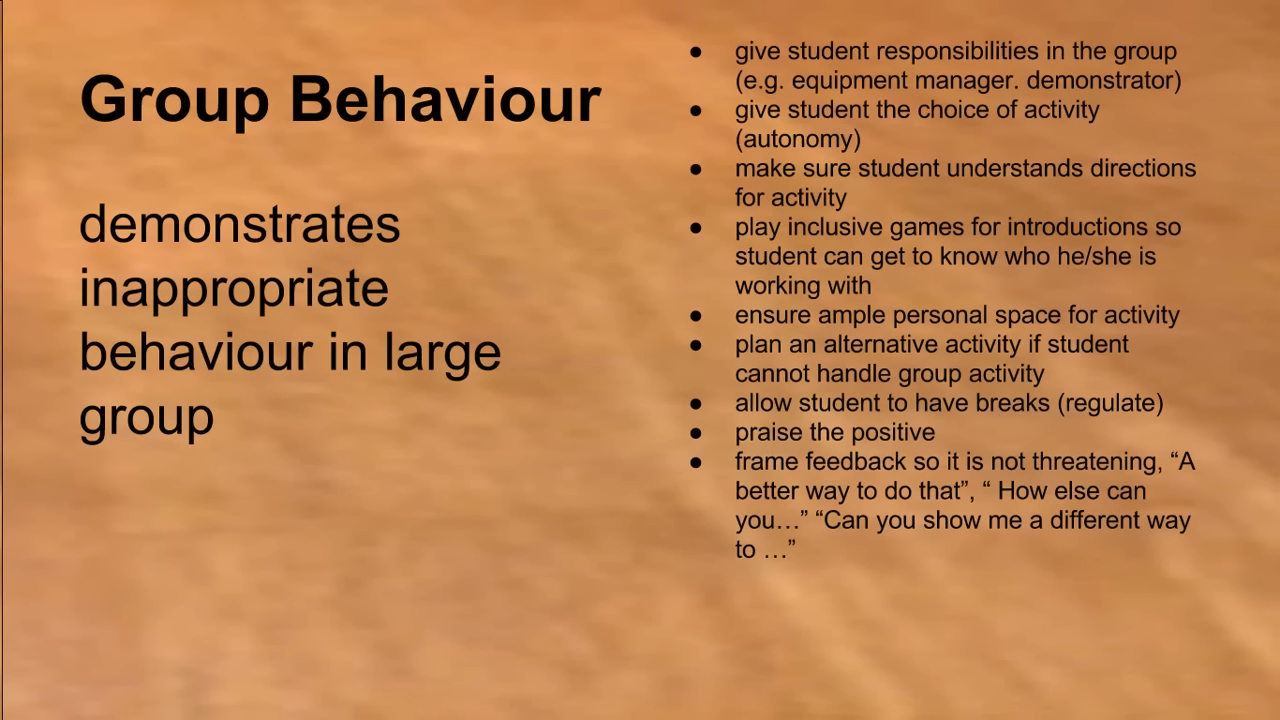 Group Behaviour
demonstrates
inappropriate
behaviour in large
group
● give student responsibilities in the group
(e.g. equipment manager. demonstrator)
● give student the choice of activity
(autonomy)
● make sure student understands directions
for activity
● play inclusive games for introductions so
student can get to know who he/she is
working with
● ensure ample personal space for activity
● plan an alternative activity if student
cannot handle group activity
● allow student to have breaks (regulate)
● praise the positive
● frame feedback so it is not threatening, “A
better way to do that”, “ How else can
you…” “Can you show me a different way
to …”